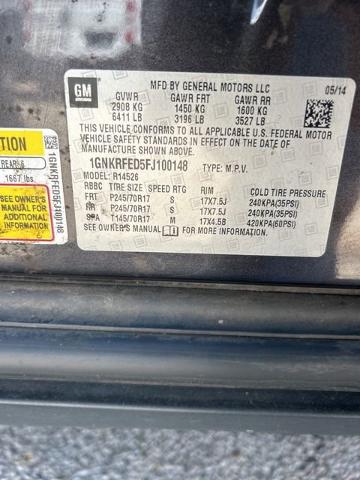 MFD BY GENERAL MOTORS LLC
05/14
GM
GVWR GAWR FRT GAWR RR
2908 KG 1450 KG 1600 KG
6411 LB 3196 LB 3527 LB
THIS VEHICLE CONFORMS TO ALL APPLICABLE U.S. FEDERAL MOTOR
VEHICLE SAFETY STANDARDS IN EFFECT ON THE DATE OF
MANUFACTURE SHOWN ABOVE.
1GNKRFED5FJ100148 TYPE: M.P.V.
MODEL: R14526
RBBC TIRE SIZE SPEED RTG RIM COLD TIRE PRESSURE
FRT P245/70R17 S 17X7.5J 240KPA(35PSI)
RR P245/70R17 S 17X7.5J 240KPA(35PSI)
SPA T145/70R17 M 17X4.5B 420KPA(60PSI)
SEE OWNER'S MANUAL FOR MORE INFORMATION.
TION
REAR
1667 lbs.
SEE OWNER'S
MANUAL FOR
ADDITIONAL
INFORMATION
1GNKRFED5FJ100148